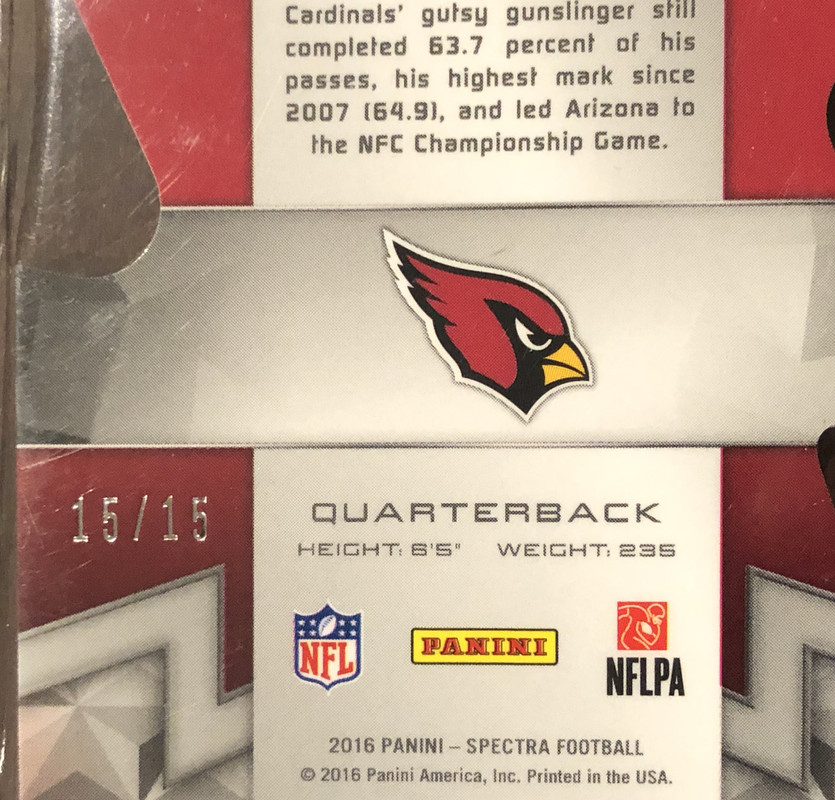 Cardinals' gutsy gunslinger still
completed 63.7 percent of his
passes, his highest mark since
2007 (64.9), and led Arizona to
the NFC Championship Game.
15/15
QUARTERBACK
HEIGHT: 6'5" WEIGHT: 235
NFL
PANINI
NFLPA
2016 PANINI – SPECTRA FOOTBALL
© 2016 Panini America, Inc. Printed in the USA.